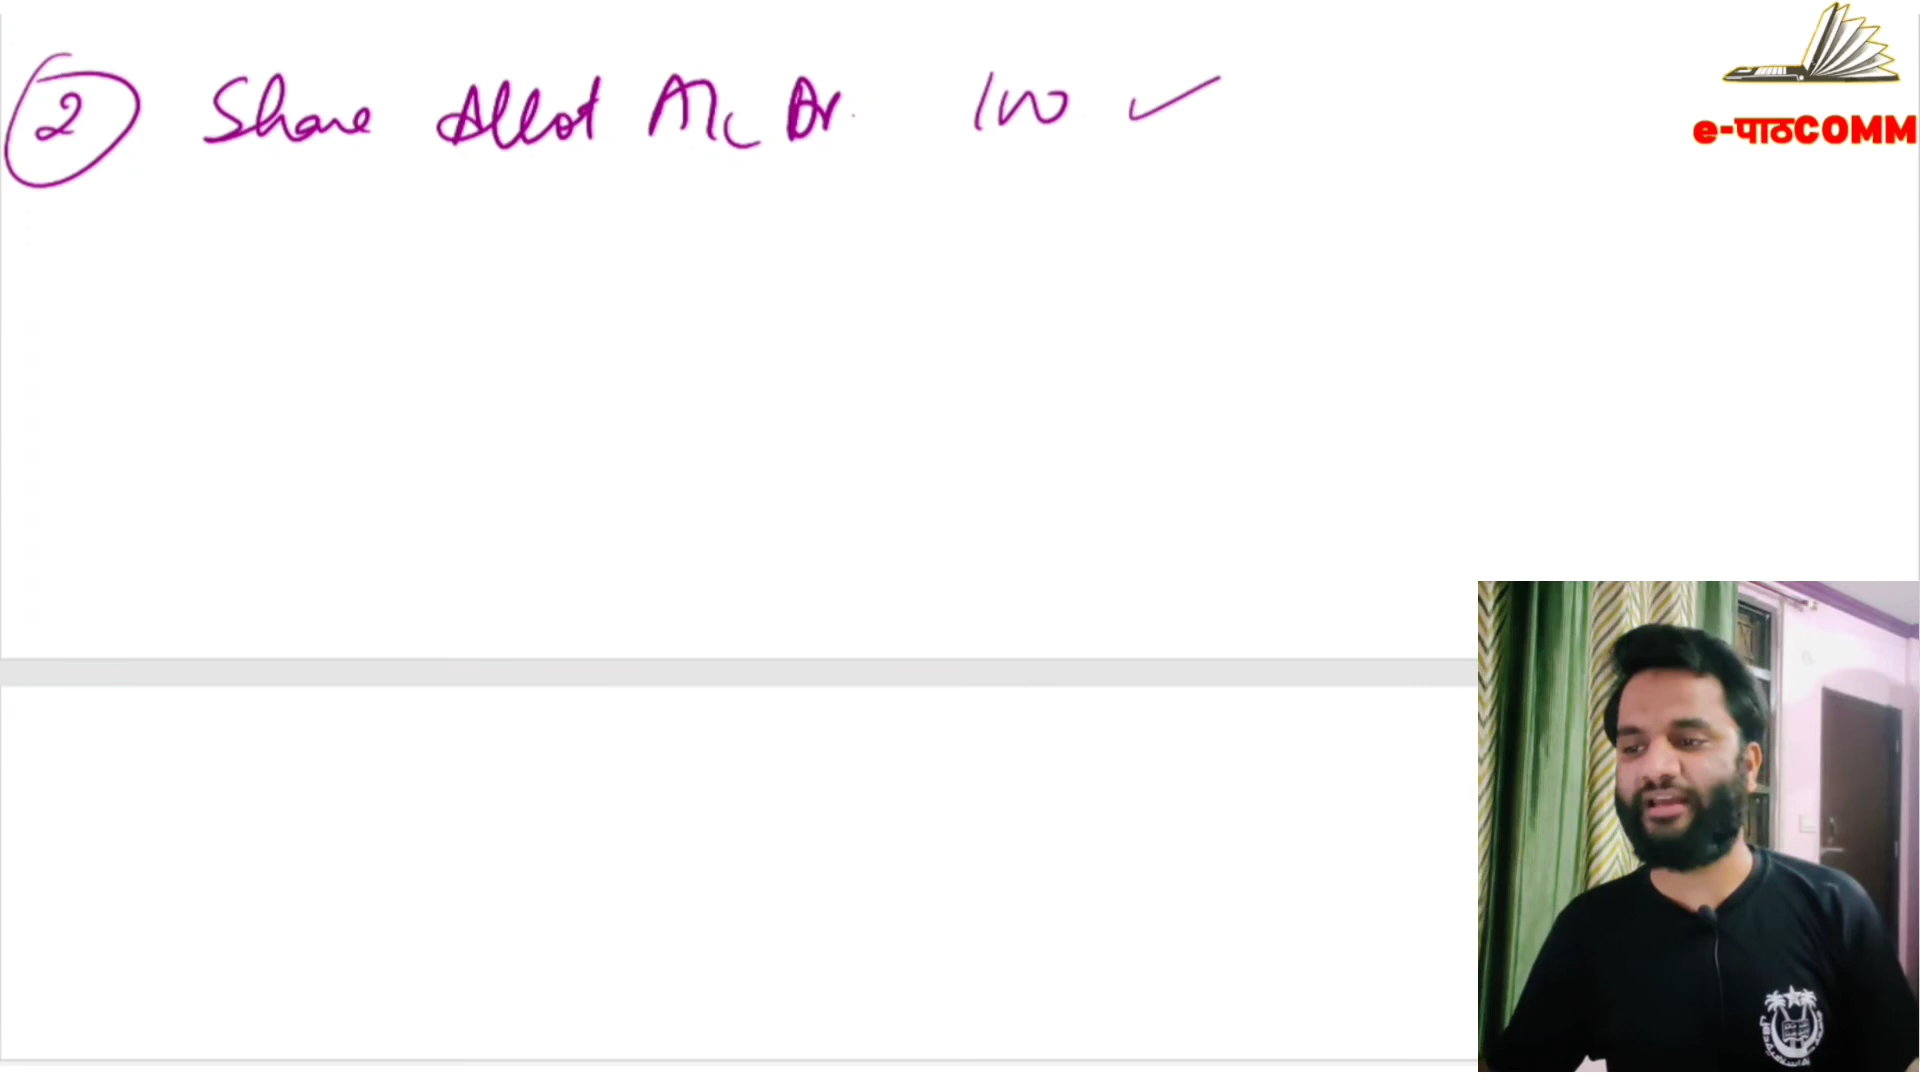 ② Share Allot A/c Dr. 100 ✓
e-पाठCOMM